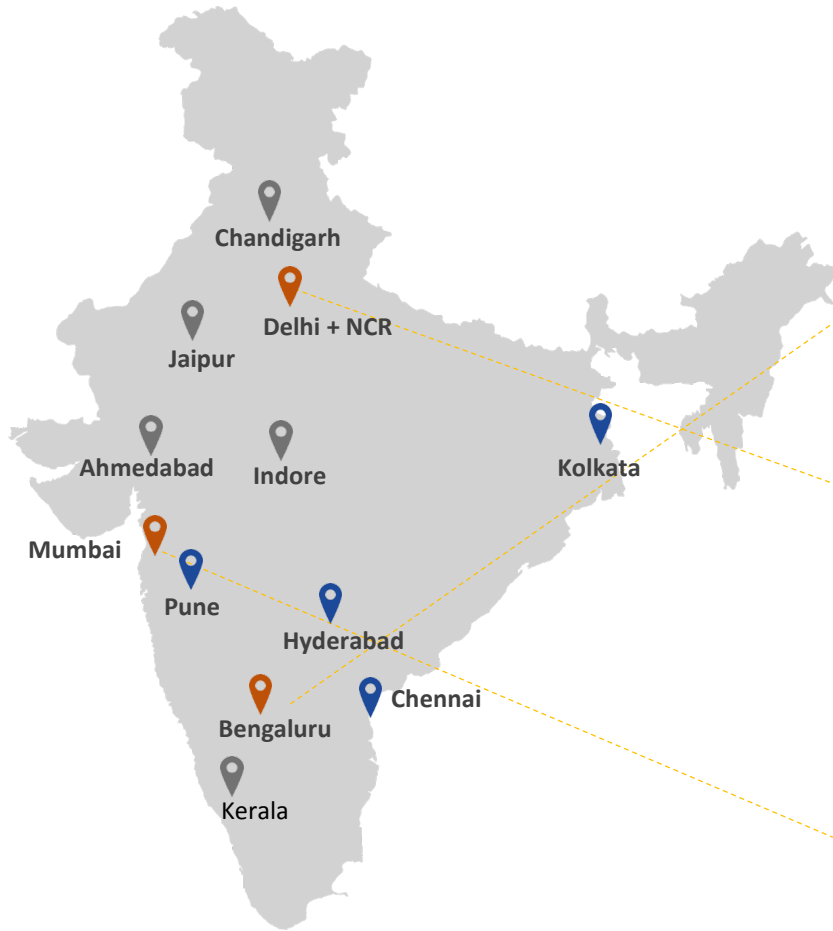 Chandigarh
Delhi + NCR
Jaipur
Ahmedabad
Indore
Kolkata
Mumbai
Pune
Hyderabad
Chennai
Bengaluru
Kerala